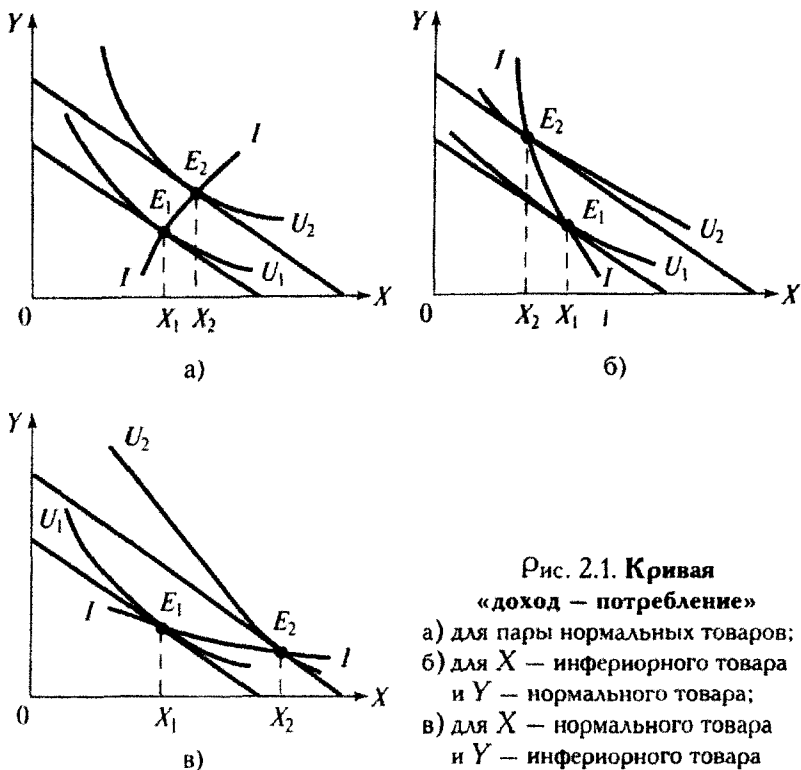 Y
I
E₂
E₁
U₂
I
U₁
X
0
X₁ X₂
а)
Y
I
E₂
E₁
U₂
U₁
I
X
0
X₂ X₁ I
б)
Y
U₂
U₁
E₁
E₂
I
I
X
0
X₁
X₂
в)
Рис. 2.1. Кривая
«доход — потребление»
а) для пары нормальных товаров;
б) для X — инфериорного товара
и Y — нормального товара;
в) для X — нормального товара
и Y — инфериорного товара